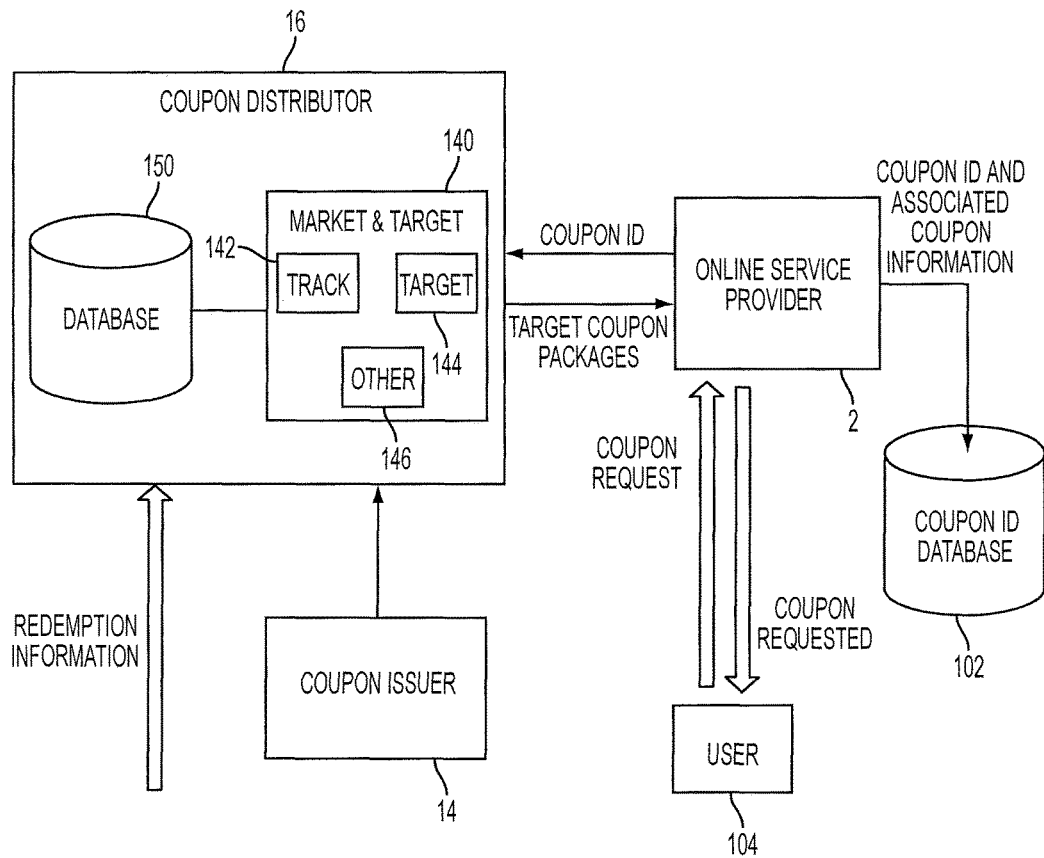 16
COUPON DISTRIBUTOR
150
140
MARKET & TARGET
142
TRACK
TARGET
144
OTHER
146
DATABASE
COUPON ID
TARGET COUPON
PACKAGES
ONLINE SERVICE
PROVIDER
2
COUPON ID AND
ASSOCIATED
COUPON
INFORMATION
COUPON ID
DATABASE
102
COUPON
REQUEST
COUPON
REQUESTED
REDEMPTION
INFORMATION
COUPON ISSUER
14
USER
104